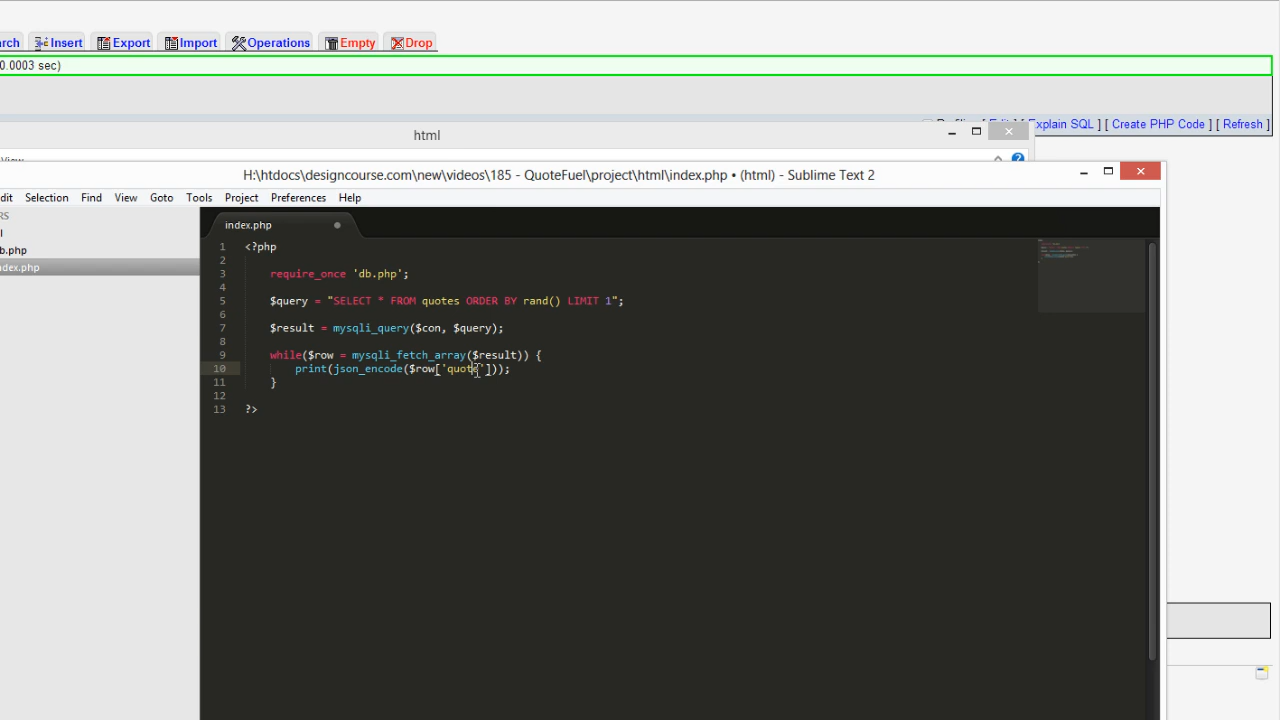 rch Insert Export Import Operations Empty Drop
0.0003 sec)
Explain SQL ] [ Create PHP Code ] [ Refresh ]
html
View
H:\htdocs\designcourse.com\new\videos\185 - QuoteFuel\project\html\index.php • (html) - Sublime Text 2
dit Selection Find View Goto Tools Project Preferences Help
RS
index.php
l
b.php
dex.php
1 <?php
2
3 require_once 'db.php';
4
5 $query = "SELECT * FROM quotes ORDER BY rand() LIMIT 1";
6
7 $result = mysqli_query($con, $query);
8
9 while($row = mysqli_fetch_array($result)) {
10 print(json_encode($row['quote']));
11 }
12
13 ?>